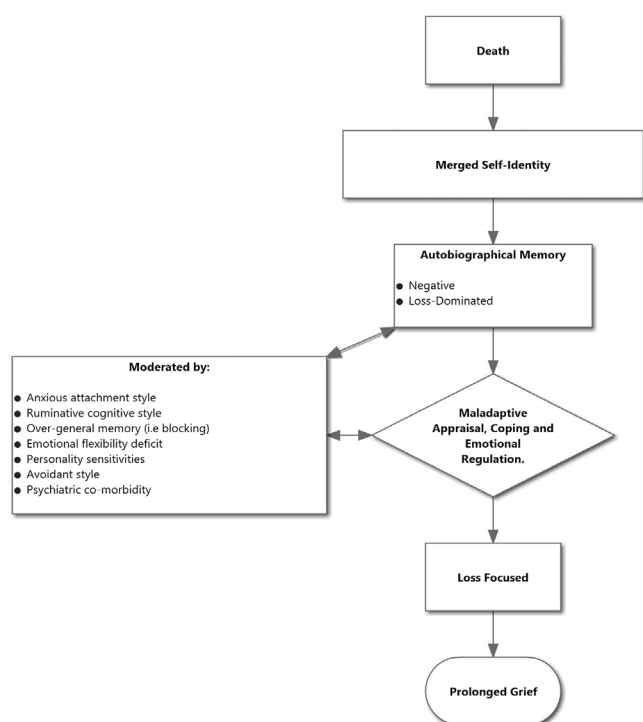 Death
Merged Self-Identity
Autobiographical Memory
● Negative
● Loss-Dominated
Moderated by:
● Anxious attachment style
● Ruminative cognitive style
● Over-general memory (i.e blocking)
● Emotional flexibility deficit
● Personality sensitivities
● Avoidant style
● Psychiatric co-morbidity
Maladaptive
Appraisal, Coping and
Emotional
Regulation.
Loss Focused
Prolonged Grief